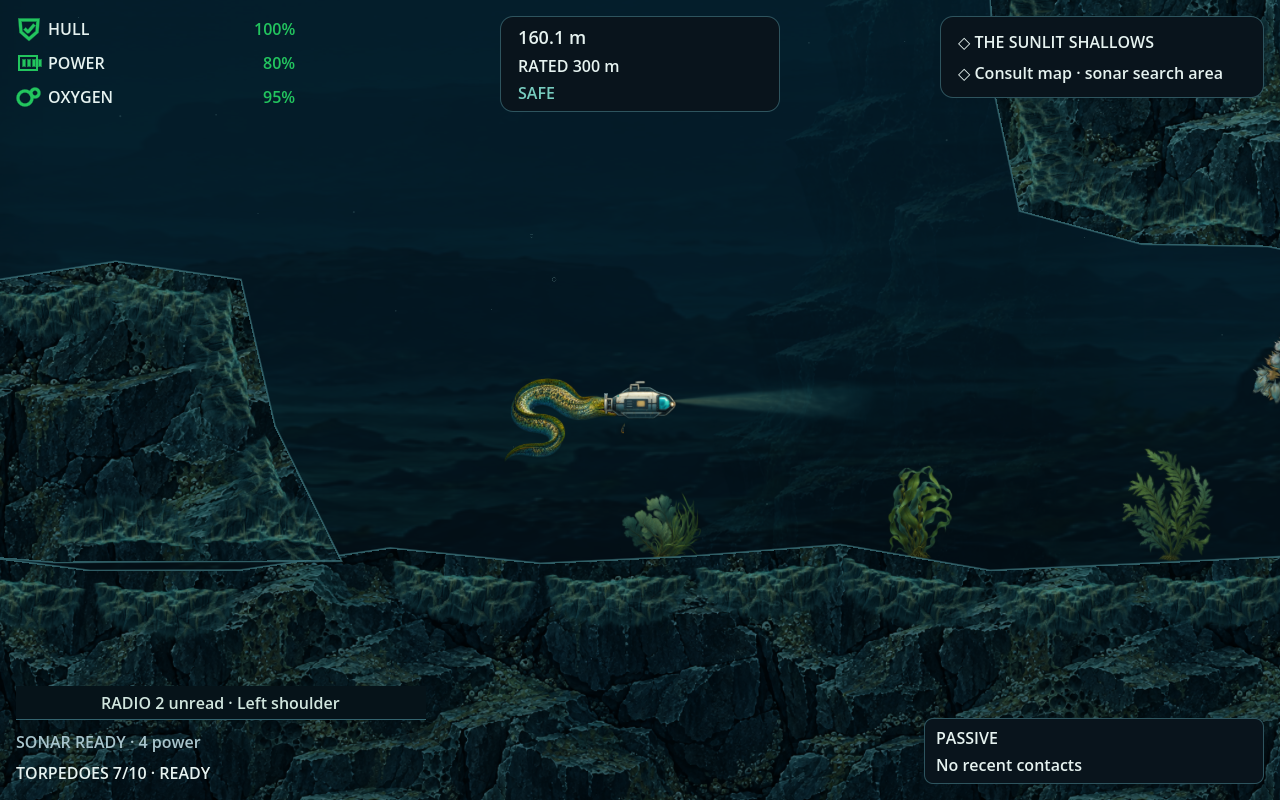 HULL 100%
POWER 80%
OXYGEN 95%
160.1 m
RATED 300 m
SAFE
◇ THE SUNLIT SHALLOWS
◇ Consult map · sonar search area
RADIO 2 unread · Left shoulder
SONAR READY · 4 power
TORPEDOES 7/10 · READY
PASSIVE
No recent contacts